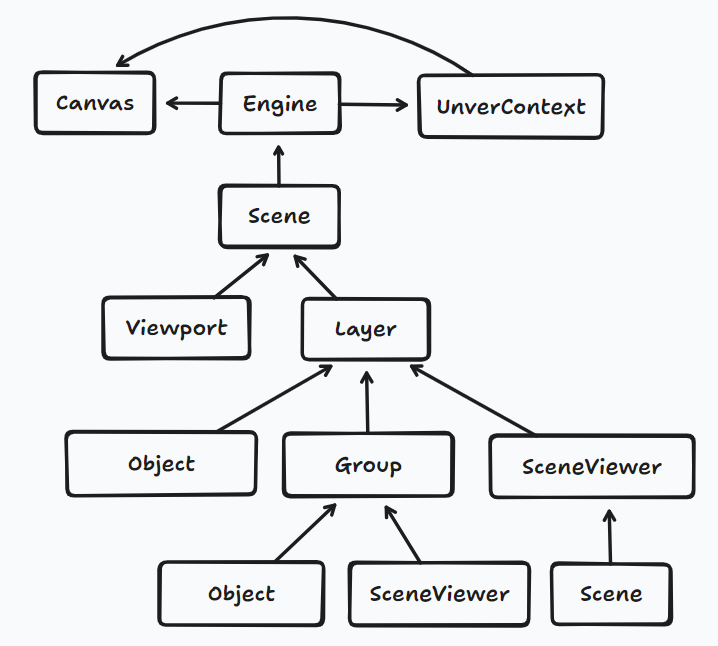 Canvas
Engine
UnverContext
Scene
Viewport
Layer
Object
Group
SceneViewer
Object
SceneViewer
Scene